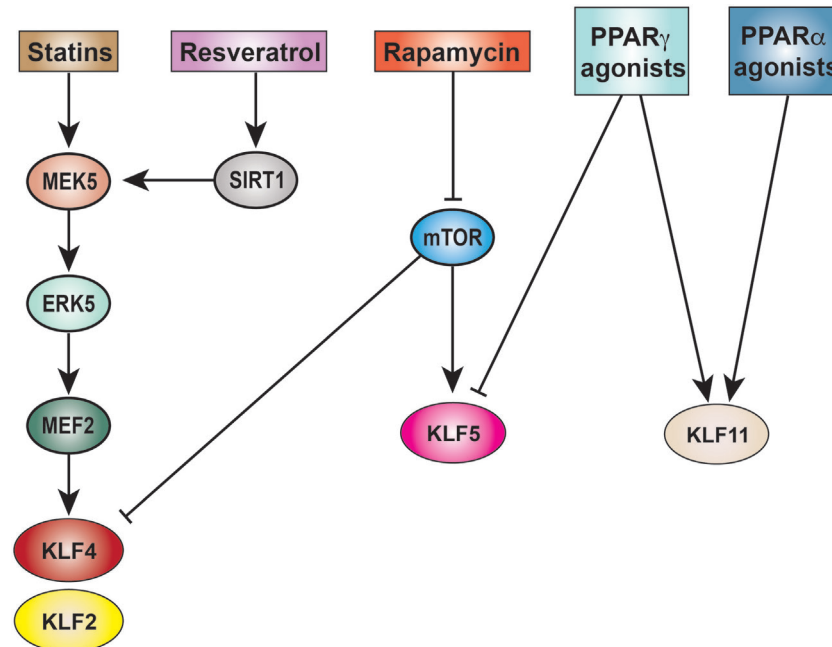 Statins
Resveratrol
Rapamycin
PPARγ
agonists
PPARα
agonists
MEK5
SIRT1
mTOR
ERK5
MEF2
KLF5
KLF11
KLF4
KLF2